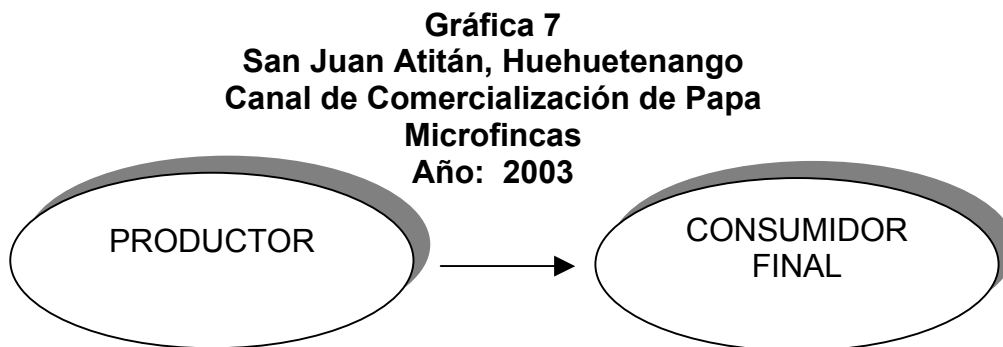 Gráfica 7
San Juan Atitán, Huehuetenango
Canal de Comercialización de Papa
Microfincas
Año: 2003
PRODUCTOR
CONSUMIDOR
FINAL